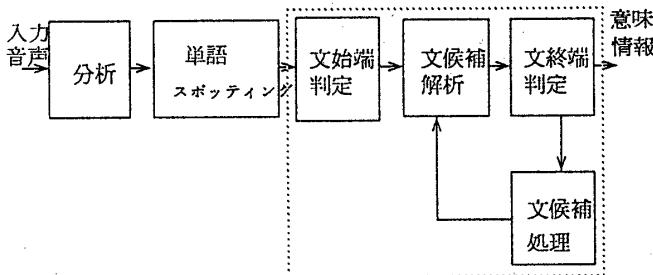 入力
音声
分析
単語
スポッティング
文始端
判定
文候補
解析
文終端
判定
意味
情報
文候補
処理